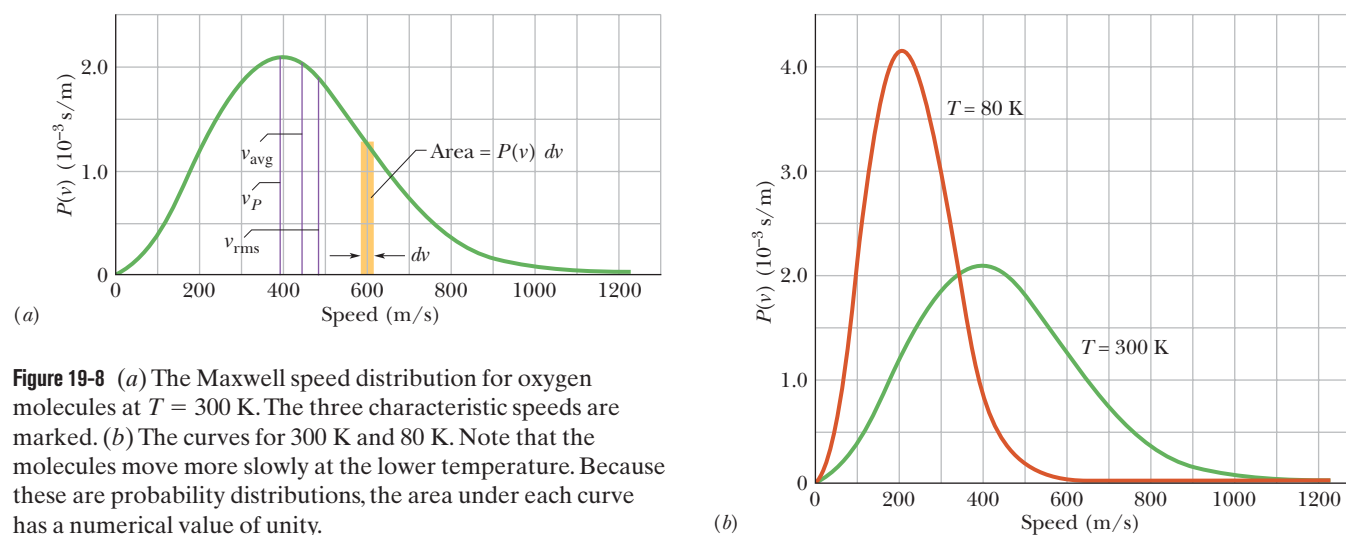 2.0
1.0
0
P(v) (10⁻³ s/m)
v_avg
v_P
v_rms
Area = P(v) dv
dv
0 200 400 600 800 1000 1200
Speed (m/s)
(a)
Figure 19-8 (a) The Maxwell speed distribution for oxygen
molecules at T = 300 K. The three characteristic speeds are
marked. (b) The curves for 300 K and 80 K. Note that the
molecules move more slowly at the lower temperature. Because
these are probability distributions, the area under each curve
has a numerical value of unity.
4.0
3.0
2.0
1.0
0
P(v) (10⁻³ s/m)
T = 80 K
T = 300 K
0 200 400 600 800 1000 1200
Speed (m/s)
(b)